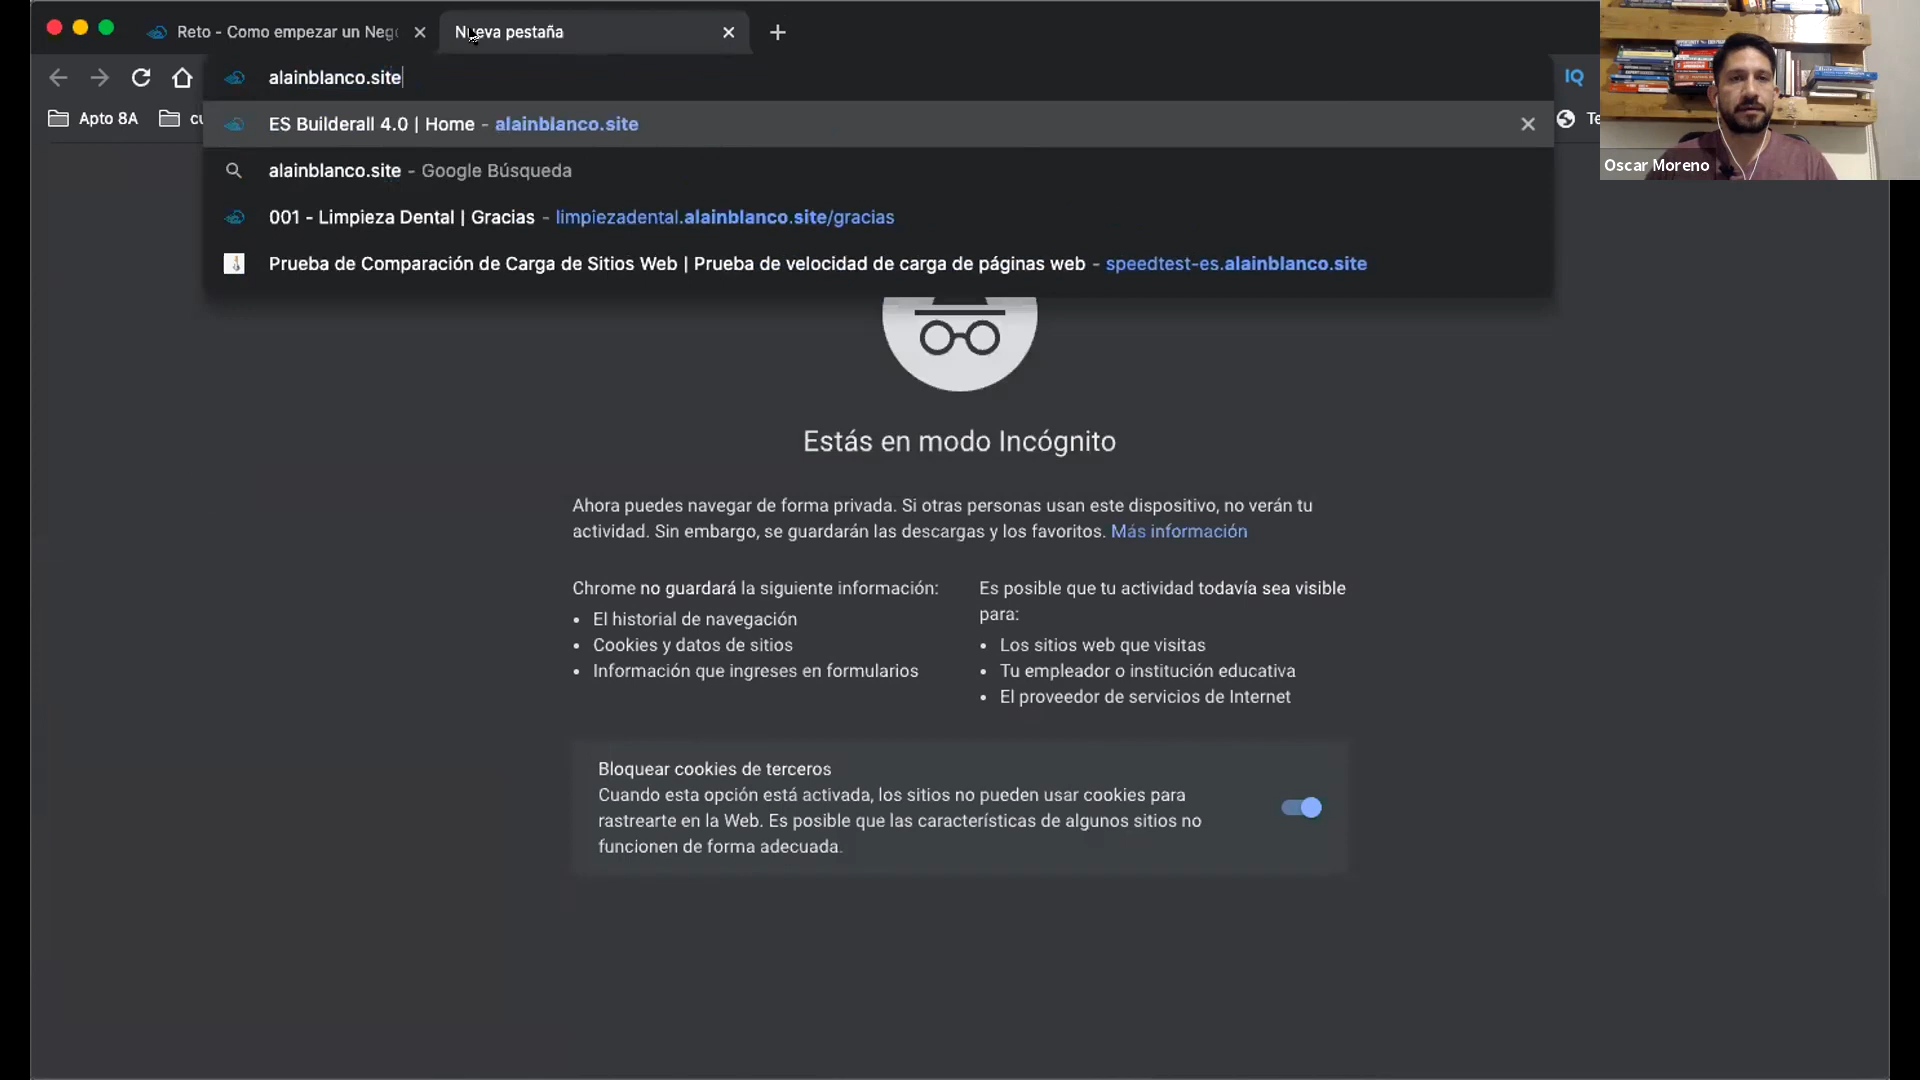 Reto - Como empezar un Neg
Nueva pestaña
alainblanco.site
IQ
Apto 8A
cu
Te
ES Builderall 4.0 | Home - alainblanco.site
alainblanco.site - Google Búsqueda
001 - Limpieza Dental | Gracias - limpiezadental.alainblanco.site/gracias
Prueba de Comparación de Carga de Sitios Web | Prueba de velocidad de carga de páginas web - speedtest-es.alainblanco.site
Oscar Moreno
Estás en modo Incógnito
Ahora puedes navegar de forma privada. Si otras personas usan este dispositivo, no verán tu
actividad. Sin embargo, se guardarán las descargas y los favoritos. Más información
Chrome no guardará la siguiente información:
El historial de navegación
Cookies y datos de sitios
Información que ingreses en formularios
Es posible que tu actividad todavía sea visible
para:
Los sitios web que visitas
Tu empleador o institución educativa
El proveedor de servicios de Internet
Bloquear cookies de terceros
Cuando esta opción está activada, los sitios no pueden usar cookies para
rastrearte en la Web. Es posible que las características de algunos sitios no
funcionen de forma adecuada.